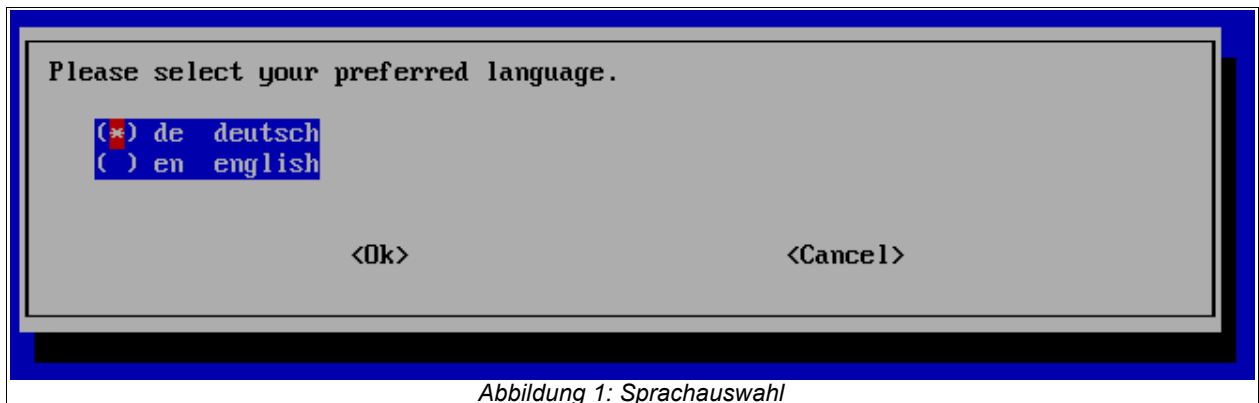 Please select your preferred language.
(*) de deutsch
( ) en english
<Ok> <Cancel>
Abbildung 1: Sprachauswahl